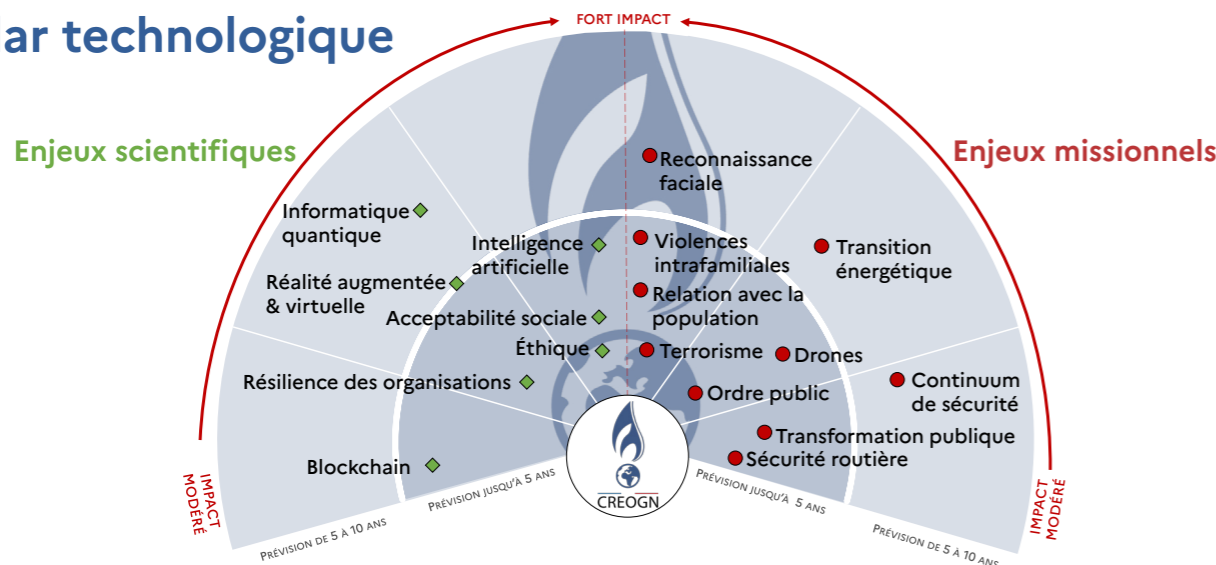 lar technologique
FORT IMPACT
Enjeux scientifiques
Enjeux missionnels
Reconnaissance
faciale
Informatique
quantique
Intelligence
artificielle
Violences
intrafamiliales
Transition
énergétique
Réalité augmentée
& virtuelle
Relation avec la
population
Acceptabilité sociale
Éthique
Terrorisme
Drones
Résilience des organisations
Ordre public
Continuum
de sécurité
Transformation publique
Blockchain
Sécurité routière
IMPACT
MODÉRÉ
PRÉVISION DE 5 À 10 ANS
PRÉVISION JUSQU'À 5 ANS
CREOGN
PRÉVISION JUSQU'À 5 ANS
PRÉVISION DE 5 À 10 ANS
IMPACT
MODÉRÉ